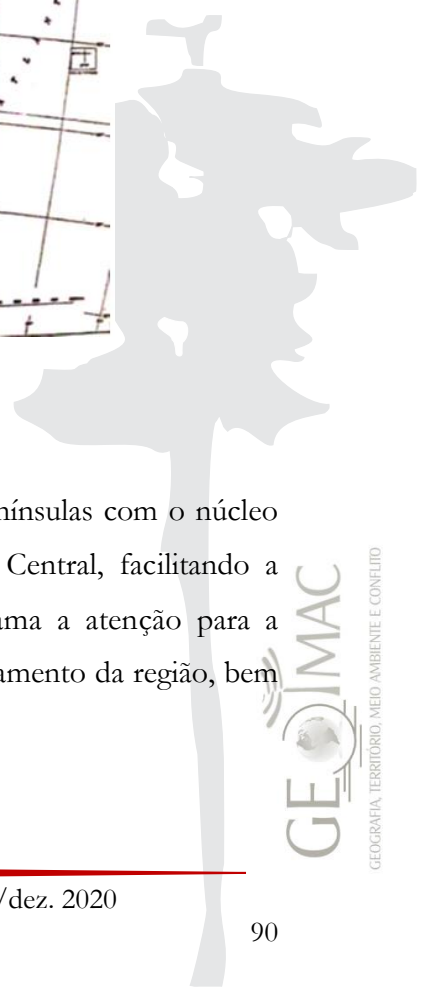 nínsulas com o núcleo
Central, facilitando a
ama a atenção para a
amento da região, bem
GEOIMAC
GEOGRAFIA, TERRITÓRIO, MEIO AMBIENTE E CONFLITO
/dez. 2020
90